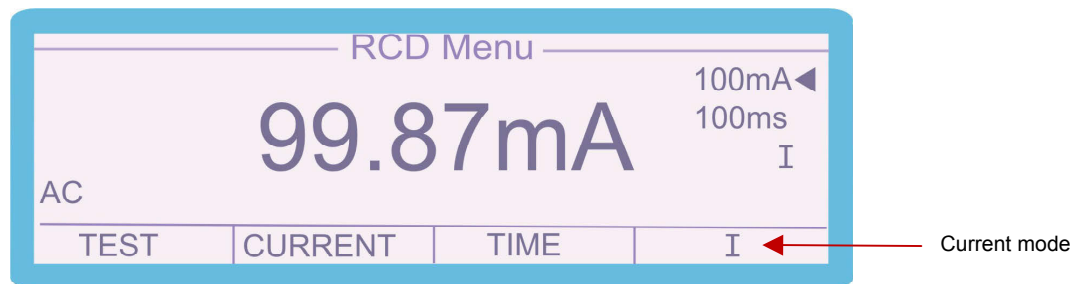 RCD Menu
100mA◀
99.87mA
100ms
I
AC
TEST CURRENT TIME I
Current mode